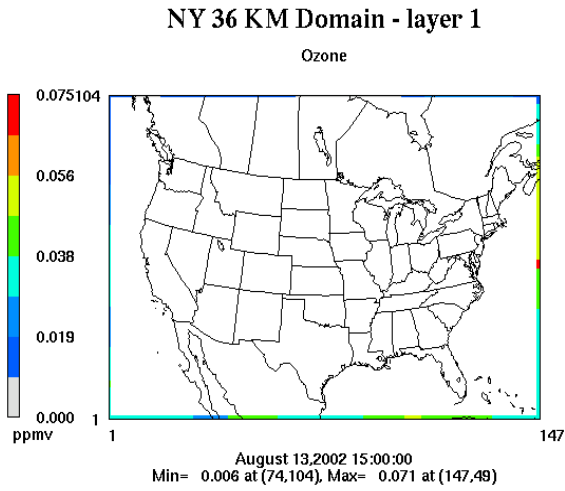 NY 36 KM Domain - layer 1
Ozone
0.075
104
0.056
0.038
0.019
0.000
1
ppmv
1
147
August 13,2002 15:00:00
Min= 0.006 at (74,104), Max= 0.071 at (147,49)